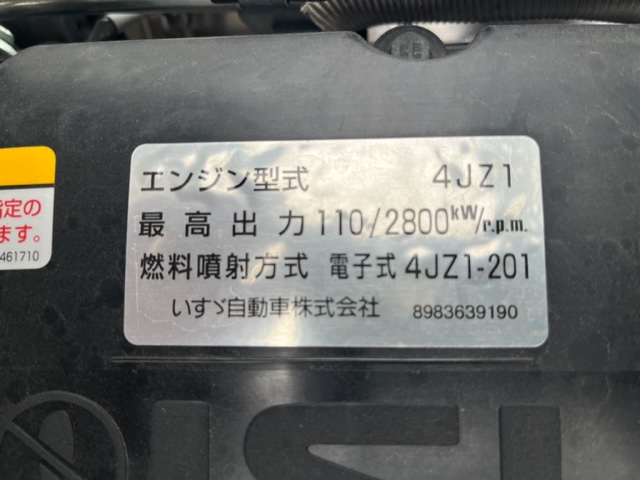 エンジン型式 4JZ1
最高出力 110/2800kW/r.p.m.
燃料噴射方式 電子式 4JZ1-201
いすゞ自動車株式会社 8983639190
指定の
ます。
461710